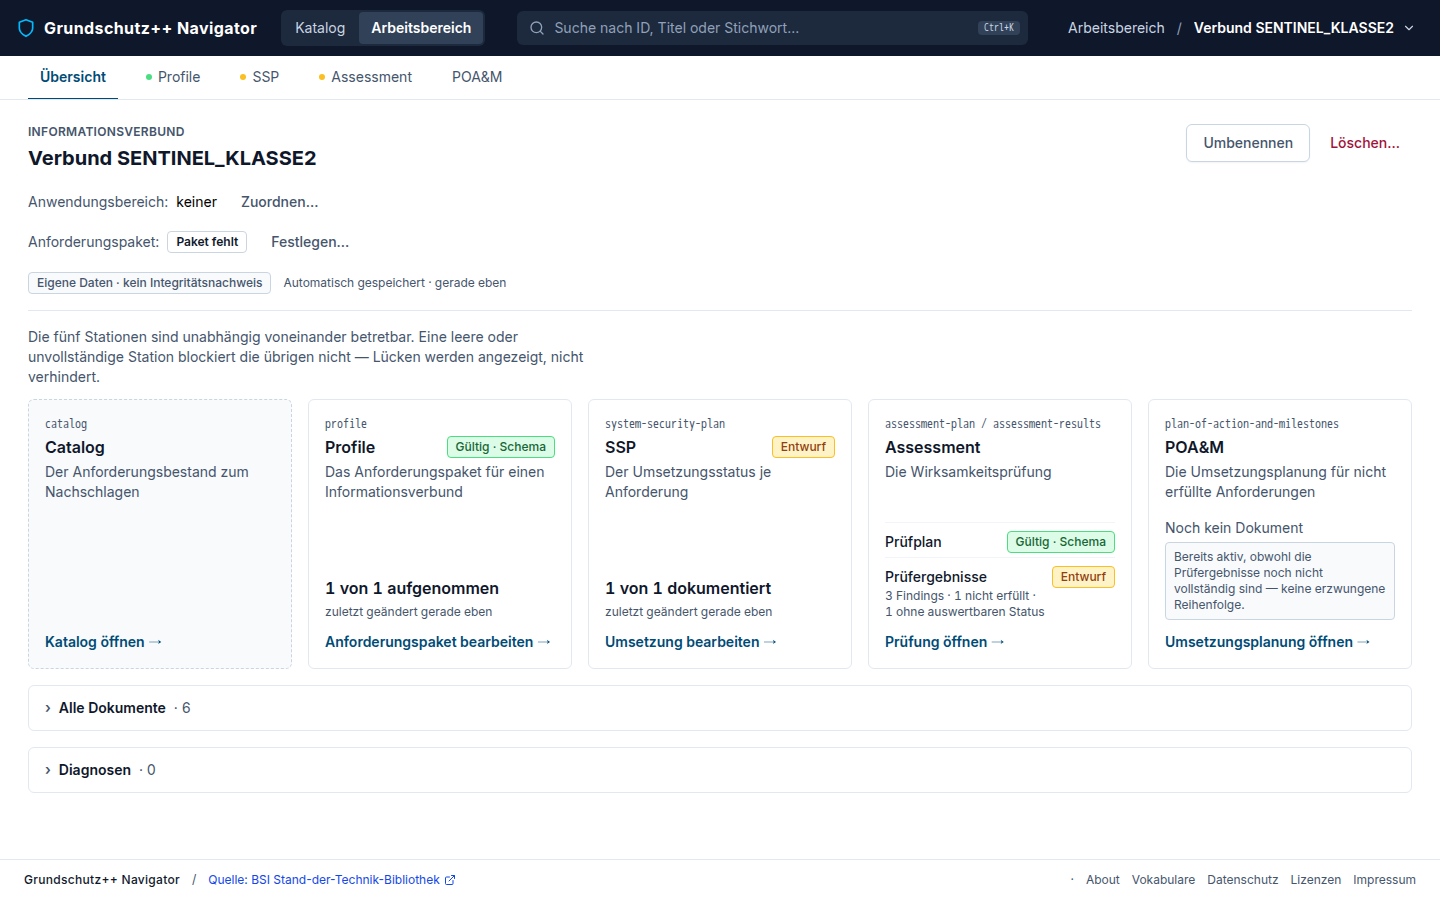 Grundschutz++ Navigator
Katalog
Arbeitsbereich
Suche nach ID, Titel oder Stichwort...
Ctrl+K
Arbeitsbereich / Verbund SENTINEL_KLASSE2
Übersicht
Profile
SSP
Assessment
POA&M
INFORMATIONSVERBUND
Verbund SENTINEL_KLASSE2
Umbenennen
Löschen...
Anwendungsbereich: keiner Zuordnen...
Anforderungspaket: Paket fehlt Festlegen...
Eigene Daten · kein Integritätsnachweis Automatisch gespeichert · gerade eben
Die fünf Stationen sind unabhängig voneinander betretbar. Eine leere oder
unvollständige Station blockiert die übrigen nicht — Lücken werden angezeigt, nicht
verhindert.
catalog
Catalog
Der Anforderungsbestand zum
Nachschlagen
Katalog öffnen →
profile
Profile
Gültig · Schema
Das Anforderungspaket für einen
Informationsverbund
1 von 1 aufgenommen
zuletzt geändert gerade eben
Anforderungspaket bearbeiten →
system-security-plan
SSP
Entwurf
Der Umsetzungsstatus je
Anforderung
1 von 1 dokumentiert
zuletzt geändert gerade eben
Umsetzung bearbeiten →
assessment-plan / assessment-results
Assessment
Die Wirksamkeitsprüfung
Prüfplan
Gültig · Schema
Prüfergebnisse
Entwurf
3 Findings · 1 nicht erfüllt ·
1 ohne auswertbaren Status
Prüfung öffnen →
plan-of-action-and-milestones
POA&M
Die Umsetzungsplanung für nicht
erfüllte Anforderungen
Noch kein Dokument
Bereits aktiv, obwohl die
Prüfergebnisse noch nicht
vollständig sind — keine erzwungene
Reihenfolge.
Umsetzungsplanung öffnen →
› Alle Dokumente · 6
› Diagnosen · 0
Grundschutz++ Navigator / Quelle: BSI Stand-der-Technik-Bibliothek
· About Vokabulare Datenschutz Lizenzen Impressum